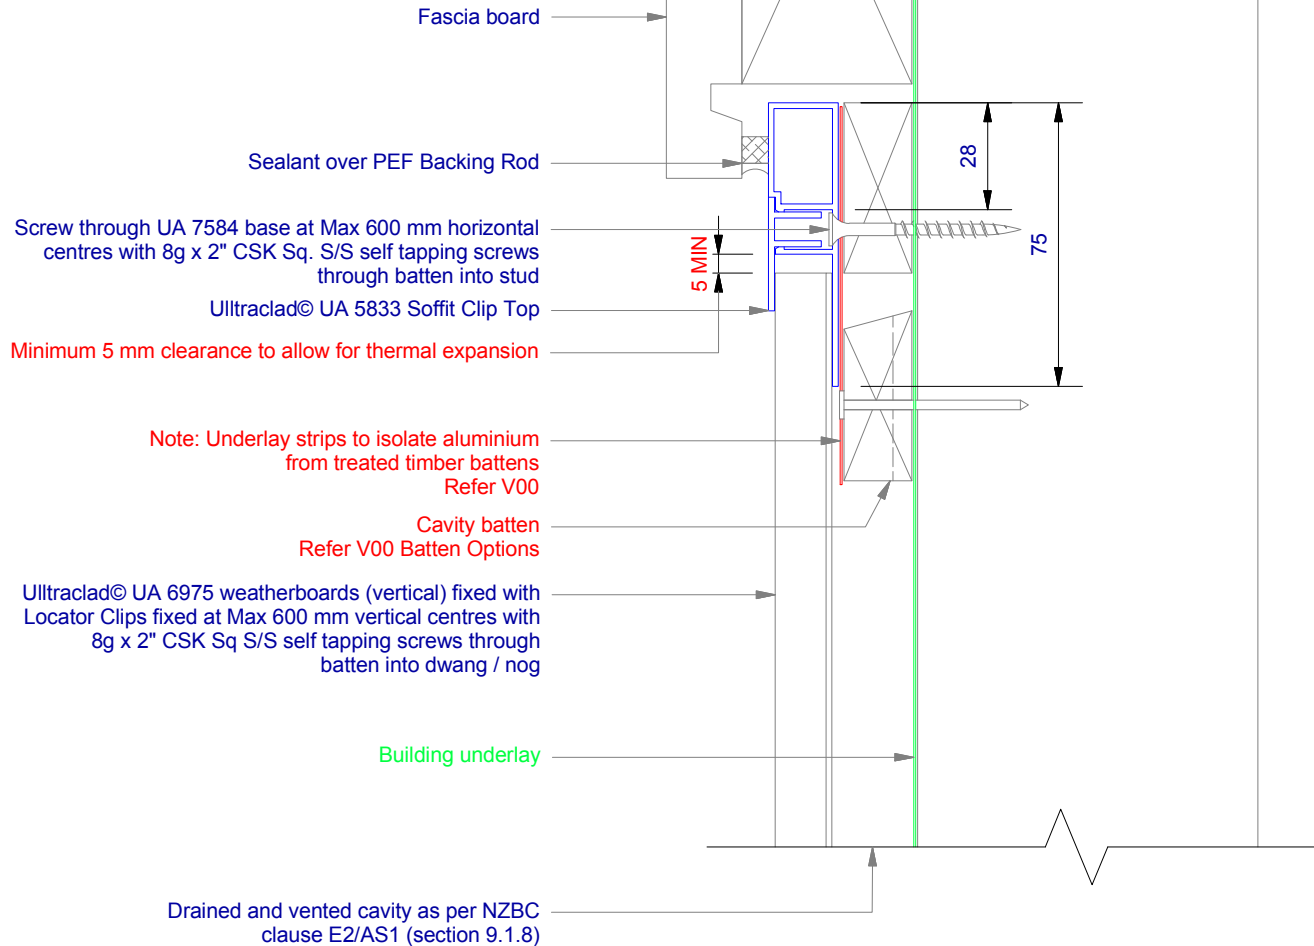 Fascia board
Sealant over PEF Backing Rod
Screw through UA 7584 base at Max 600 mm horizontal
centres with 8g x 2" CSK Sq. S/S self tapping screws
through batten into stud
Ulltraclad© UA 5833 Soffit Clip Top
Minimum 5 mm clearance to allow for thermal expansion
Note: Underlay strips to isolate aluminium
from treated timber battens
Refer V00
Cavity batten
Refer V00 Batten Options
Ulltraclad© UA 6975 weatherboards (vertical) fixed with
Locator Clips fixed at Max 600 mm vertical centres with
8g x 2" CSK Sq S/S self tapping screws through
batten into dwang / nog
Building underlay
Drained and vented cavity as per NZBC
clause E2/AS1 (section 9.1.8)
5 MIN
28
75